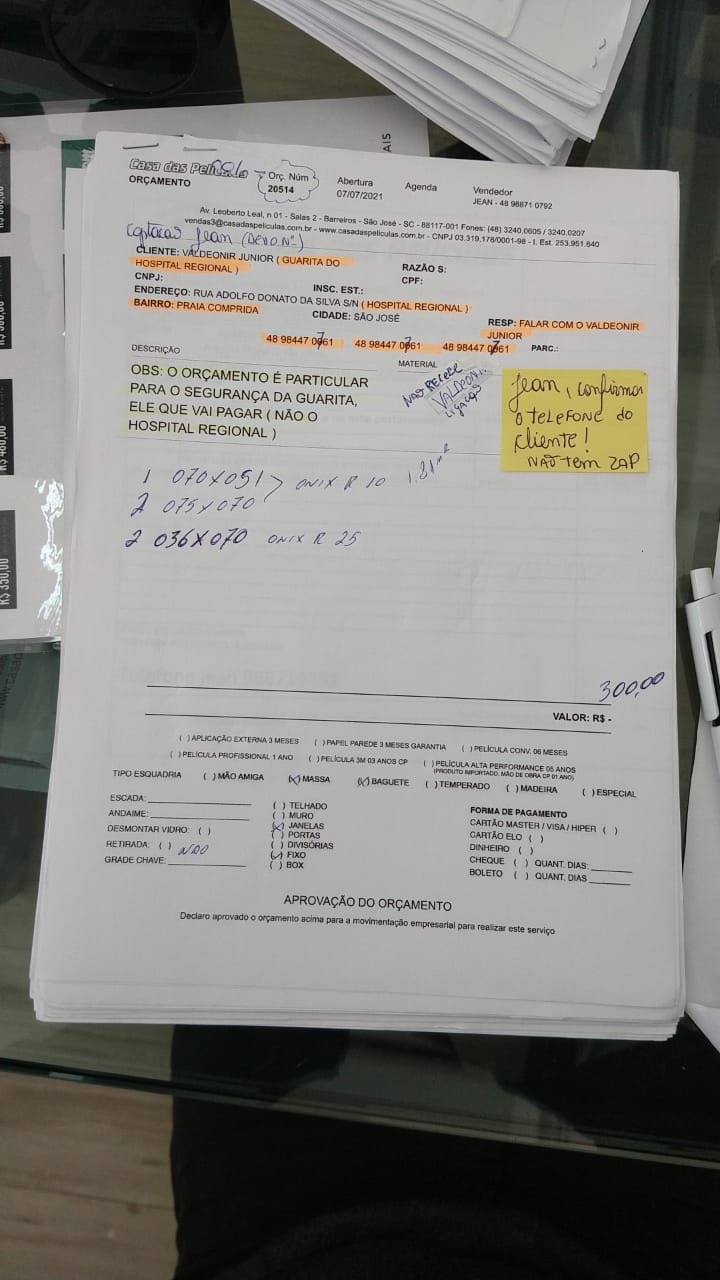 Casa das Películas
ORÇAMENTO
Orç. Núm
20514
Abertura
07/07/2021
Agenda
Vendedor
JEAN - 48 98871 0792
Av. Leoberto Leal, n 01 - Salas 2 - Barreiros - São José - SC - 88117-001 Fones: (48) 3240.0605 / 3240.0207
vendas3@casadaspeliculas.com.br - www.casadaspeliculas.com.br - CNPJ 03.319.178/0001-98 - I. Est. 253.951.640
Jean
CLIENTE: VALDEONIR JUNIOR ( GUARITA DO
HOSPITAL REGIONAL )
RAZÃO S:
CNPJ:
INSC. EST.:
CPF:
ENDEREÇO: RUA ADOLFO DONATO DA SILVA S/N ( HOSPITAL REGIONAL )
BAIRRO: PRAIA COMPRIDA
CIDADE: SÃO JOSÉ
RESP: FALAR COM O VALDEONIR
JUNIOR
48 98447 0761 48 98447 0761 48 98447 0761
PARC.:
DESCRIÇÃO
MATERIAL
OBS: O ORÇAMENTO É PARTICULAR
PARA O SEGURANÇA DA GUARITA,
ELE QUE VAI PAGAR ( NÃO O
HOSPITAL REGIONAL )
NÃO RECEBE
LIGAÇÃO
Jean, confirmar
O TELEFONE do
cliente!
NÃO TEM ZAP
1 070X051 > ONIX R 10 1,81m²
2 075X070
2 036X070 ONIX R 25
300,00
VALOR: R$ -
( ) APLICAÇÃO EXTERNA 3 MESES ( ) PAPEL PAREDE 3 MESES GARANTIA ( ) PELÍCULA CONV. 06 MESES
( ) PELÍCULA PROFISSIONAL 1 ANO ( ) PELÍCULA 3M 03 ANOS CP ( ) PELÍCULA ALTA PERFORMANCE 05 ANOS
(PRODUTO IMPORTADO, MÃO DE OBRA CP 01 ANO)
TIPO ESQUADRIA ( ) MÃO AMIGA (X) MASSA (X) BAGUETE ( ) TEMPERADO ( ) MADEIRA ( ) ESPECIAL
ESCADA:
ANDAIME:
DESMONTAR VIDRO: ( )
RETIRADA: ( ) NÃO
GRADE CHAVE:
( ) TELHADO
( ) MURO
(X) JANELAS
( ) PORTAS
( ) DIVISÓRIAS
(X) FIXO
( ) BOX
FORMA DE PAGAMENTO
CARTÃO MASTER / VISA / HIPER ( )
CARTÃO ELO ( )
DINHEIRO ( )
CHEQUE ( ) QUANT. DIAS:
BOLETO ( ) QUANT. DIAS
APROVAÇÃO DO ORÇAMENTO
Declaro aprovado o orçamento acima para a movimentação empresarial para realizar este serviço
R$ 350,00